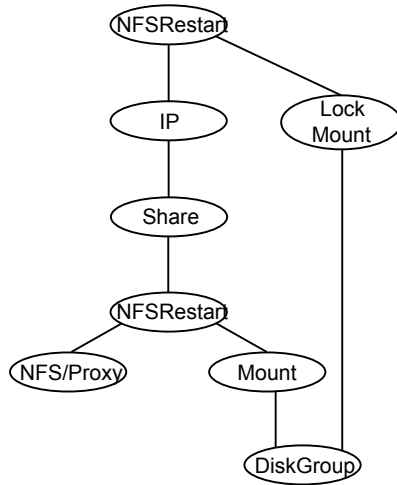 NFSRestart
IP
Lock
Mount
Share
NFSRestart
NFS/Proxy
Mount
DiskGroup